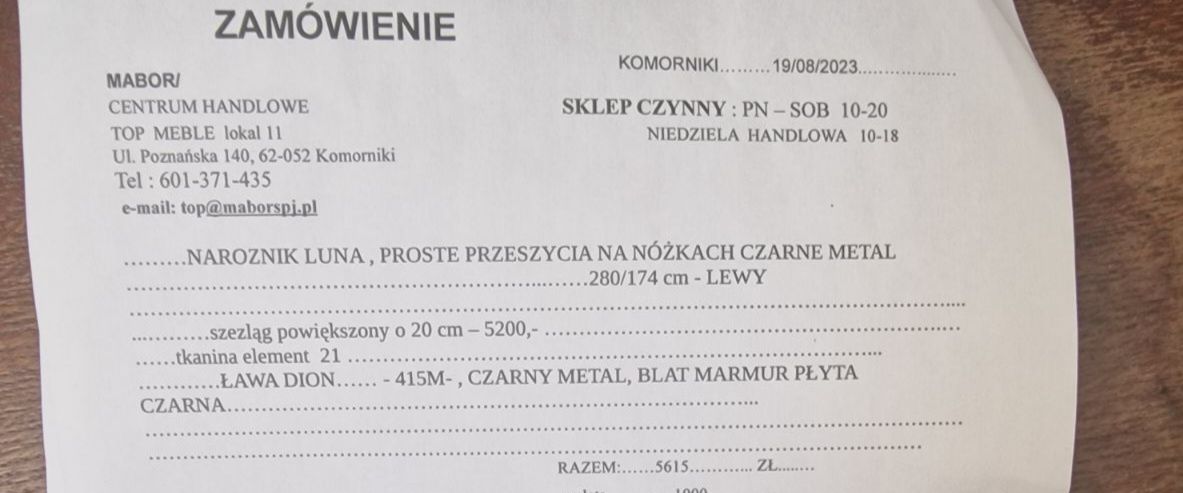 ZAMÓWIENIE
KOMORNIKI.........19/08/2023..................
MABOR/
CENTRUM HANDLOWE
SKLEP CZYNNY : PN – SOB 10-20
TOP MEBLE lokal 11
NIEDZIELA HANDLOWA 10-18
Ul. Poznańska 140, 62-052 Komorniki
Tel : 601-371-435
e-mail: top@maborspj.pl
.........NAROZNIK LUNA , PROSTE PRZESZYCIA NA NÓŻKACH CZARNE METAL
......................................................................280/174 cm - LEWY
............szezląg powiększony o 20 cm – 5200,- ......................................................................
......tkanina element 21 ......................................................................
............ŁAWA DION...... - 415M- , CZARNY METAL, BLAT MARMUR PŁYTA
CZARNA......................................................................
RAZEM:......5615............ ZŁ........
1000